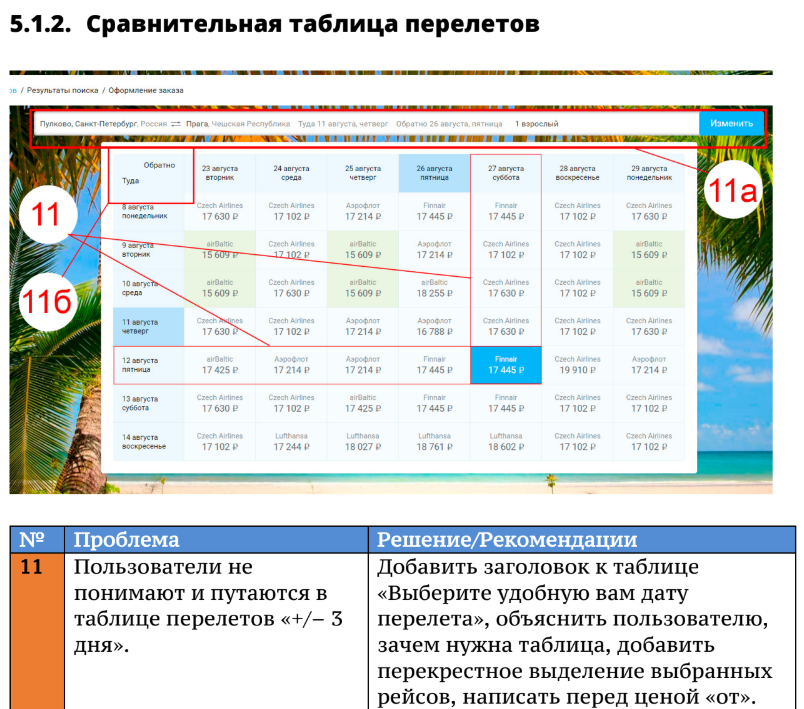 5.1.2. Сравнительная таблица перелетов
ов / Результаты поиска / Оформление заказа
Пулково, Санкт-Петербург, Россия ⇌ Прага, Чешская Республика Туда 11 августа, четверг Обратно 26 августа, пятница 1 взрослый Изменить
Обратно
Туда
23 августа вторник 24 августа среда 25 августа четверг 26 августа пятница 27 августа суббота 28 августа воскресенье 29 августа понедельник
8 августа понедельник
Czech Airlines Czech Airlines Аэрофлот Finnair Finnair Czech Airlines Czech Airlines
17 630 ₽ 17 102 ₽ 17 214 ₽ 17 445 ₽ 17 445 ₽ 17 102 ₽ 17 630 ₽
9 августа вторник
airBaltic Czech Airlines airBaltic Аэрофлот Czech Airlines Czech Airlines airBaltic
15 609 ₽ 17 102 ₽ 15 609 ₽ 17 214 ₽ 17 102 ₽ 17 102 ₽ 15 609 ₽
10 августа среда
airBaltic Czech Airlines airBaltic airBaltic Czech Airlines Czech Airlines airBaltic
15 609 ₽ 17 630 ₽ 15 609 ₽ 18 255 ₽ 17 630 ₽ 17 102 ₽ 15 609 ₽
11 августа четверг
Czech Airlines Czech Airlines Аэрофлот Аэрофлот Czech Airlines Czech Airlines Czech Airlines
17 630 ₽ 17 102 ₽ 17 214 ₽ 16 788 ₽ 17 630 ₽ 17 102 ₽ 17 630 ₽
12 августа пятница
airBaltic Аэрофлот Аэрофлот Finnair Finnair Czech Airlines Аэрофлот
17 425 ₽ 17 214 ₽ 17 214 ₽ 17 445 ₽ 17 445 ₽ 19 910 ₽ 17 214 ₽
13 августа суббота
Czech Airlines Czech Airlines airBaltic Finnair Finnair Czech Airlines Czech Airlines
17 630 ₽ 17 102 ₽ 17 425 ₽ 17 445 ₽ 17 445 ₽ 17 102 ₽ 17 102 ₽
14 августа воскресенье
Czech Airlines Lufthansa Lufthansa Lufthansa Lufthansa Czech Airlines Czech Airlines
17 102 ₽ 17 244 ₽ 18 027 ₽ 18 761 ₽ 18 602 ₽ 17 102 ₽ 17 102 ₽
11
11а
11б
№ Проблема Решение/Рекомендации
11
Пользователи не
понимают и путаются в
таблице перелетов «+/– 3
дня».
Добавить заголовок к таблице
«Выберите удобную вам дату
перелета», объяснить пользователю,
зачем нужна таблица, добавить
перекрестное выделение выбранных
рейсов, написать перед ценой «от».